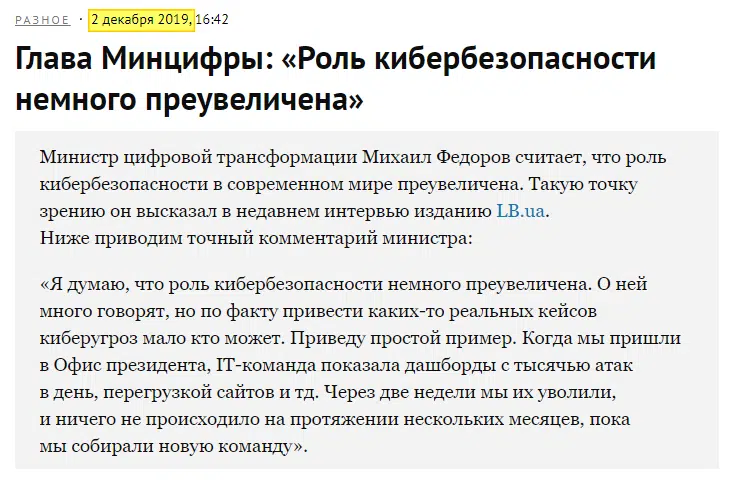 РАЗНОЕ · 2 декабря 2019, 16:42
Глава Минцифры: «Роль кибербезопасности
немного преувеличена»
Министр цифровой трансформации Михаил Федоров считает, что роль
кибербезопасности в современном мире преувеличена. Такую точку
зрению он высказал в недавнем интервью изданию LB.ua.
Ниже приводим точный комментарий министра:
«Я думаю, что роль кибербезопасности немного преувеличена. О ней
много говорят, но по факту привести каких-то реальных кейсов
киберугроз мало кто может. Приведу простой пример. Когда мы пришли
в Офис президента, IT-команда показала дашборды с тысячью атак
в день, перегрузкой сайтов и тд. Через две недели мы их уволили,
и ничего не происходило на протяжении нескольких месяцев, пока
мы собирали новую команду».